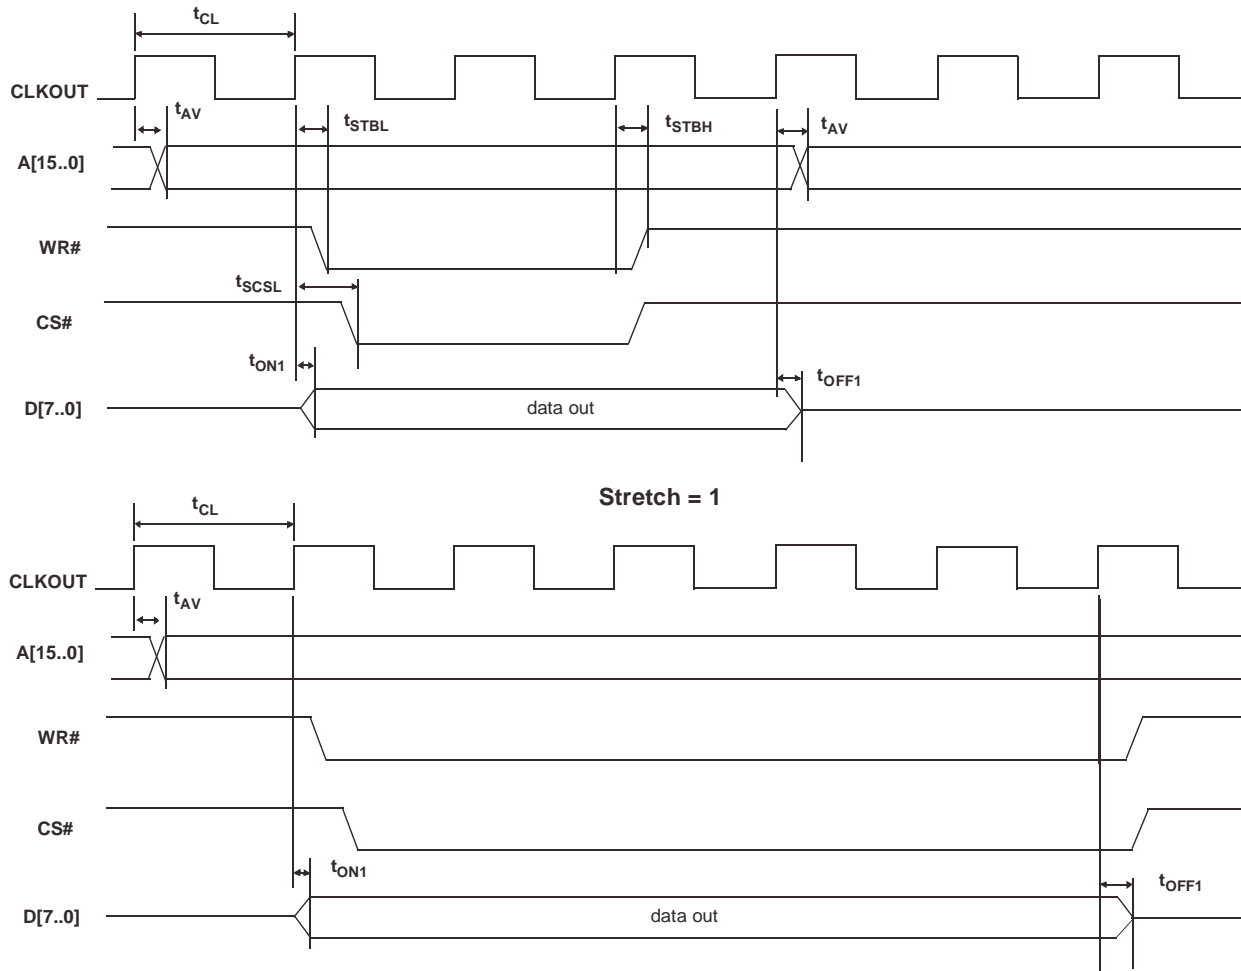 tCL
CLKOUT
tAV
tSTBL
tSTBH
tAV
A[15..0]
WR#
tSCSL
CS#
tON1
tOFF1
D[7..0]
data out
Stretch = 1
tCL
CLKOUT
tAV
A[15..0]
WR#
CS#
tON1
tOFF1
D[7..0]
data out